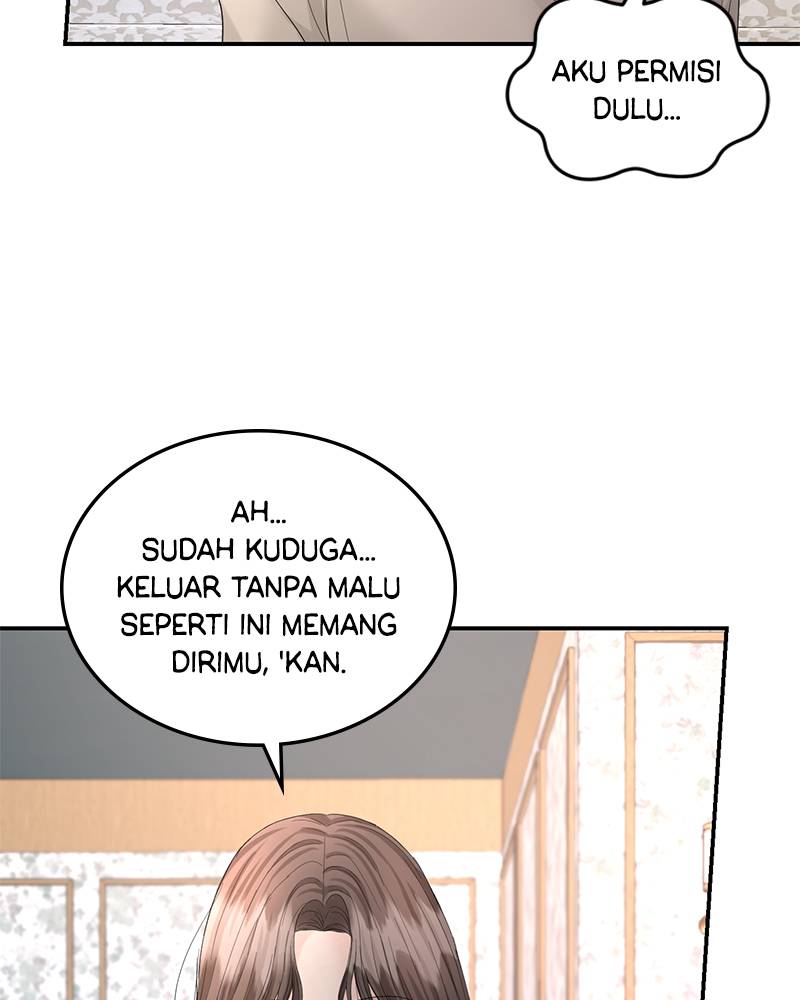 AKU PERMISI
DULU...
AH...
SUDAH KUDUGA...
KELUAR TANPA MALU
SEPERTI INI MEMANG
DIRIMU, 'KAN.